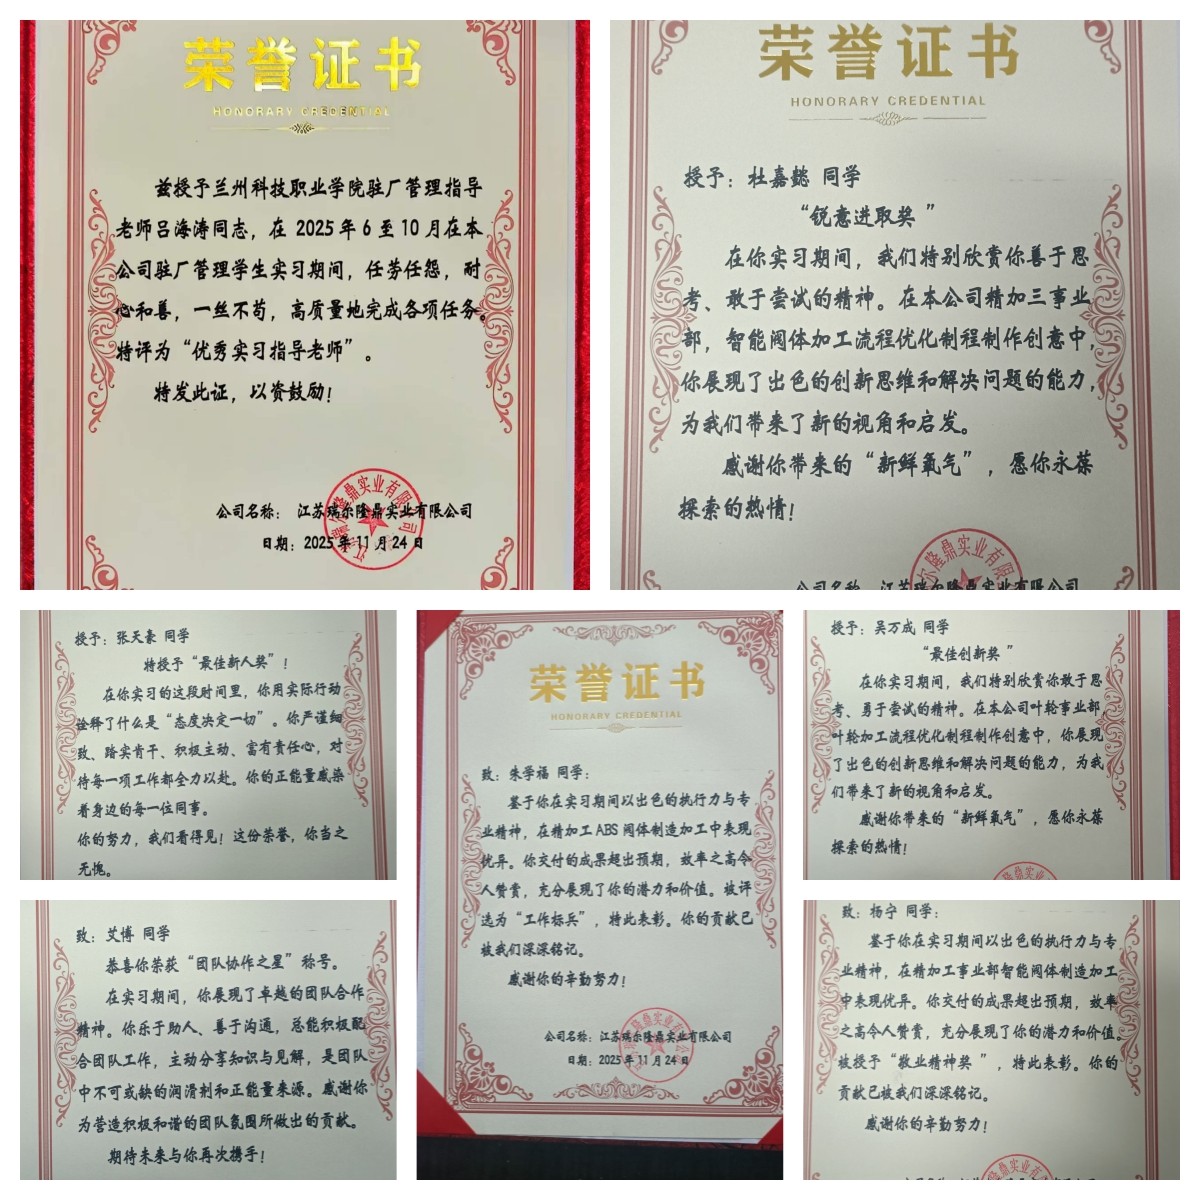 荣誉证书
HONORARY CREDENTIAL
兹授予兰州科技职业学院驻厂管理指导
老师吕海涛同志，在 2025 年 6 至 10 月在本
公司驻厂管理学生实习期间，任劳任怨，耐
心和善，一丝不苟，高质量地完成各项任务。
特评为“优秀实习指导老师”。
特发此证，以资鼓励！
公司名称： 江苏瑞尔隆鼎实业有限公司
日期：2025 年 11 月 24 日
荣誉证书
HONORARY CREDENTIAL
授予：杜嘉懿 同学
“锐意进取奖 ”
在你实习期间，我们特别欣赏你善于思
考、敢于尝试的精神。在本公司精加三事业
部，智能阀体加工流程优化制程制作创意中，
你展现了出色的创新思维和解决问题的能力，
为我们带来了新的视角和启发。
感谢你带来的“新鲜氧气”，愿你永葆
探索的热情！
公司名称 江苏瑞尔隆鼎实业有限公司
授予：张天豪 同学
特授予“最佳新人奖”！
在你实习的这段时间里，你用实际行动
诠释了什么是“态度决定一切”。你严谨细
致、踏实肯干、积极主动、富有责任心，对
待每一项工作都全力以赴。你的正能量感染
着身边的每一位同事。
你的努力，我们看得见！这份荣誉，你当之
无愧。
荣誉证书
HONORARY CREDENTIAL
致：朱学福 同学：
鉴于你在实习期间以出色的执行力与专
业精神，在精加工 ABS 阀体制造加工中表现
优异。你交付的成果超出预期，效率之高令
人赞赏，充分展现了你的潜力和价值。被评
选为“工作标兵”，特此表彰。你的贡献已
被我们深深铭记。
感谢你的辛勤努力！
公司名称：江苏瑞尔隆鼎实业有限公司
日期：2025 年 11 月 24 日
授予：吴万成 同学
“最佳创新奖 ”
在你实习期间，我们特别欣赏你敢于思
考、勇于尝试的精神。在本公司叶轮事业部，
叶轮加工流程优化制程制作创意中，你展现
了出色的创新思维和解决问题的能力，为我
们带来了新的视角和启发。
感谢你带来的“新鲜氧气”，愿你永葆
探索的热情！
致：艾博 同学
恭喜你荣获“团队协作之星”称号。
在实习期间，你展现了卓越的团队合作
精神。你乐于助人、善于沟通，总能积极配
合团队工作，主动分享知识与见解，是团队
中不可或缺的润滑剂和正能量来源。感谢你
为营造积极和谐的团队氛围所做出的贡献。
期待未来与你再次携手！
致：杨宁 同学：
鉴于你在实习期间以出色的执行力与专
业精神，在精加工事业部智能阀体制造加工
中表现优异。你交付的成果超出预期，效率
之高令人赞赏，充分展现了你的潜力和价值。
被授予“敬业精神奖 ”，特此表彰。你的
贡献已被我们深深铭记。
感谢你的辛勤努力！